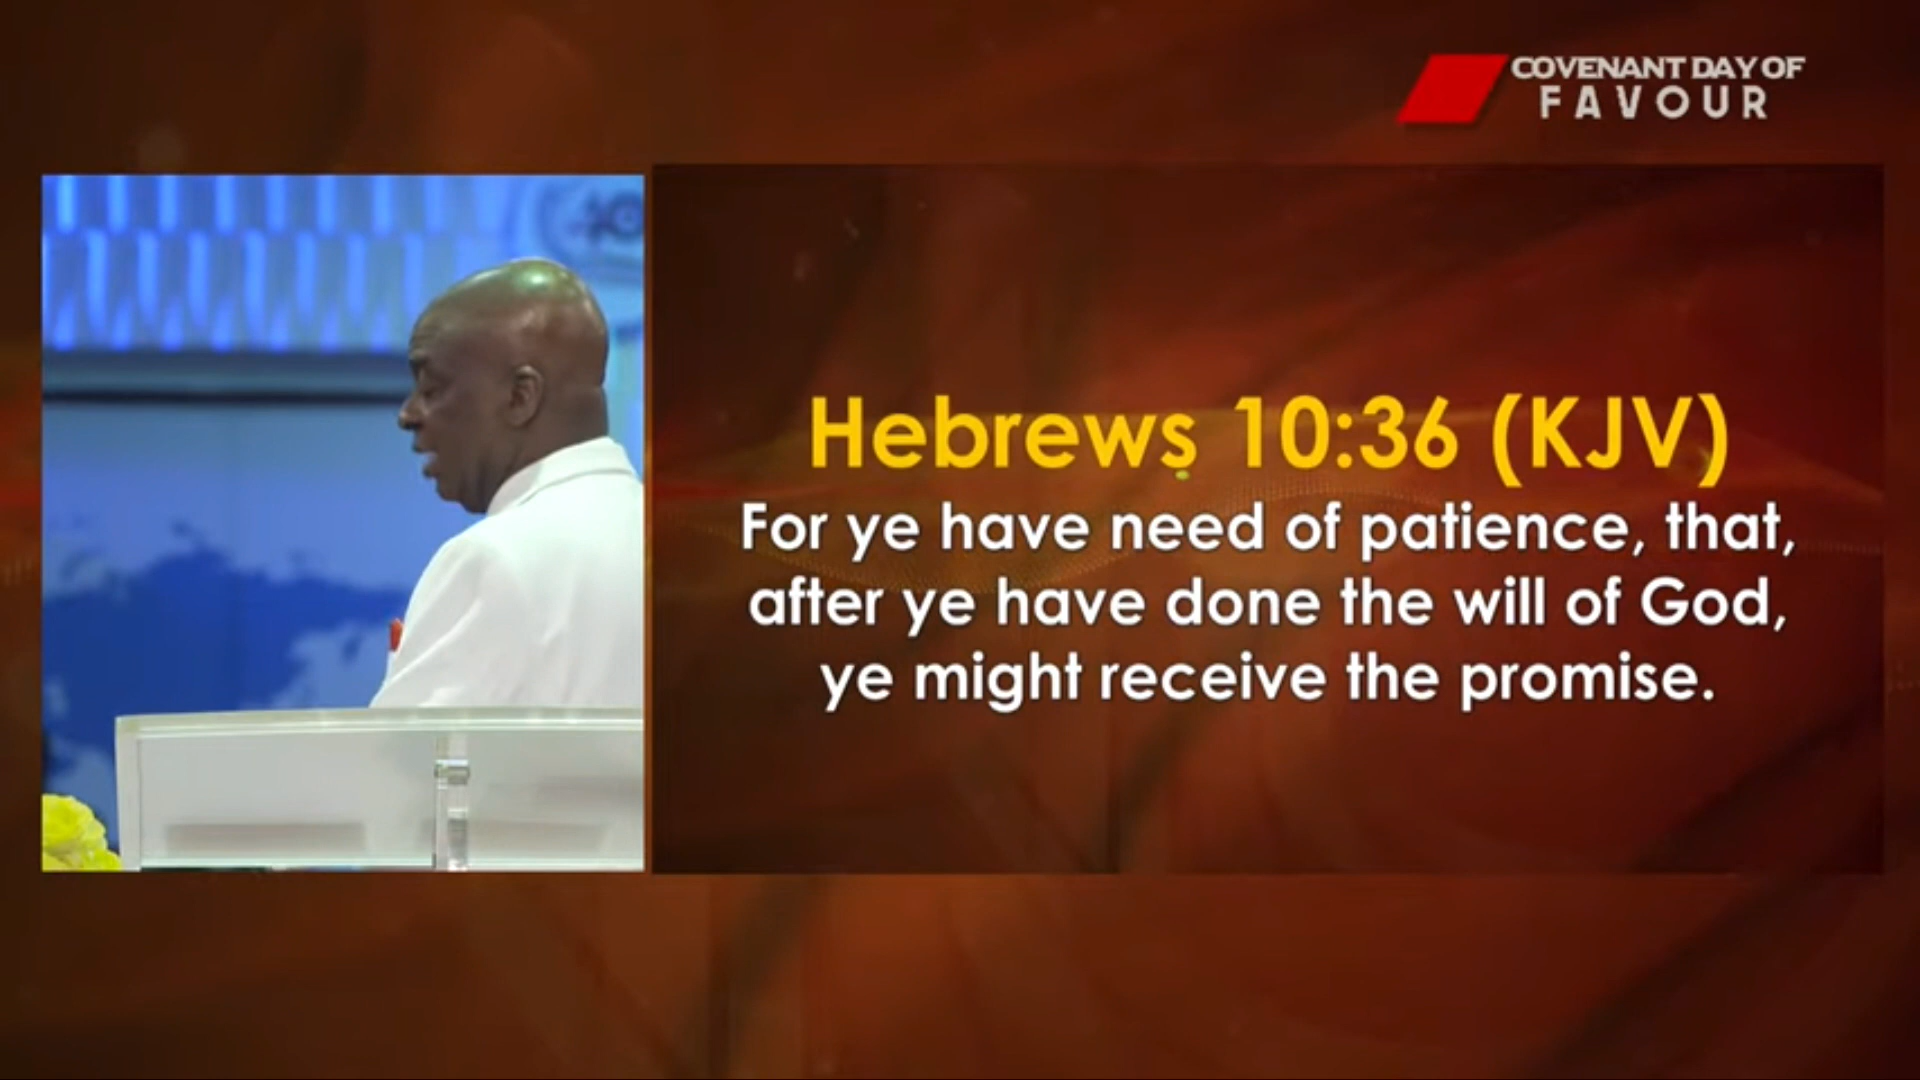 COVENANT DAY OF
FAVOUR
Hebrews 10:36 (KJV)
For ye have need of patience, that,
after ye have done the will of God,
ye might receive the promise.